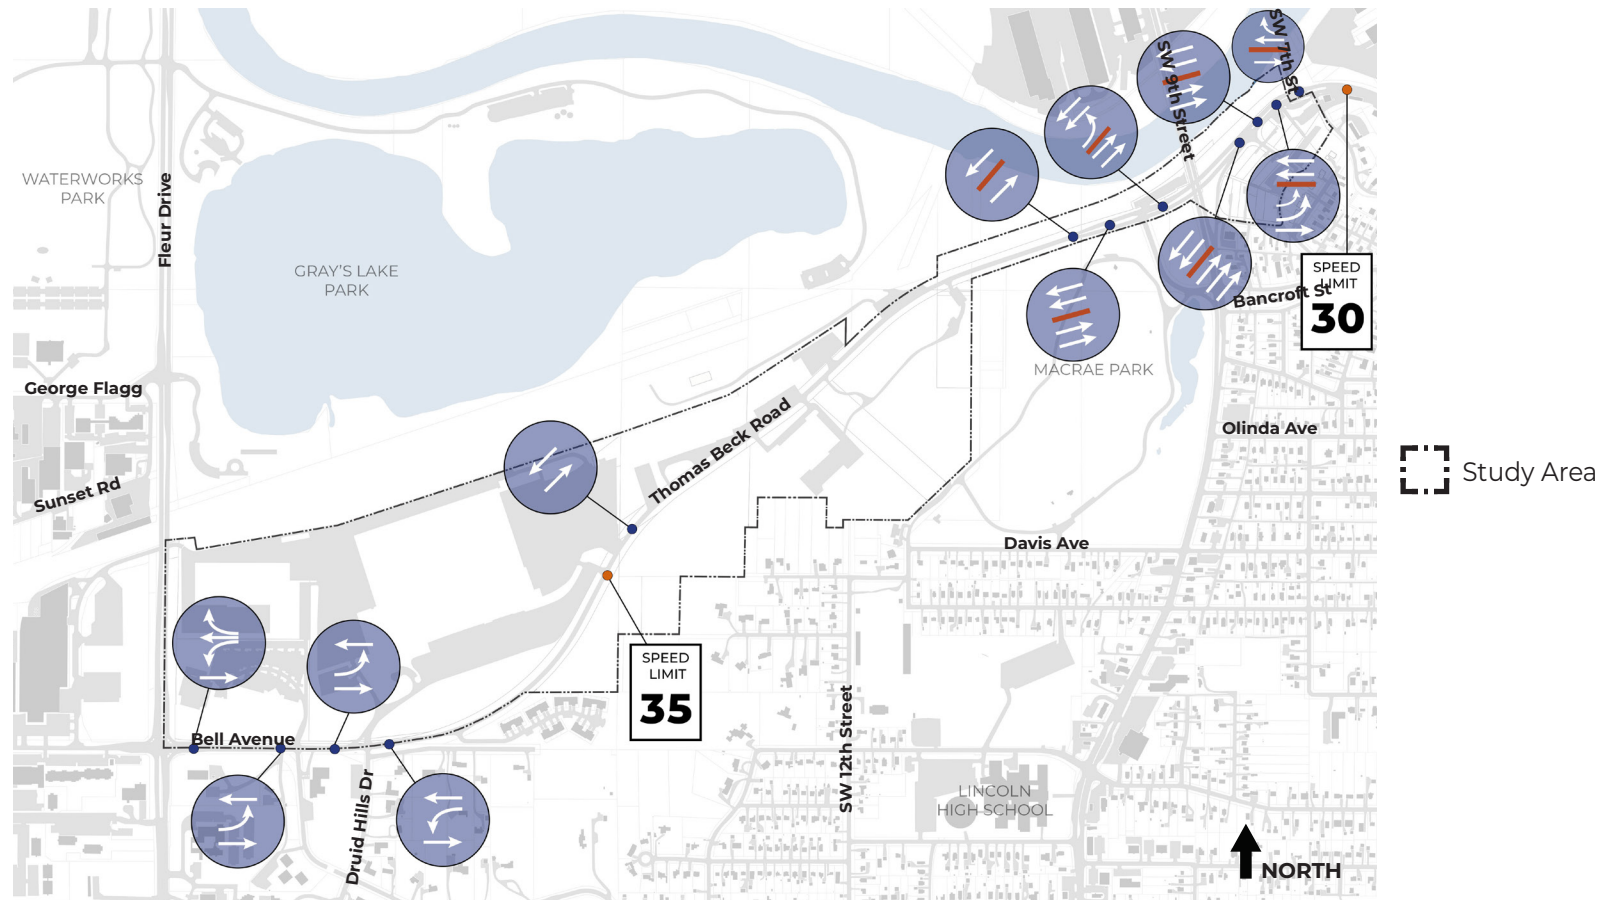 SW 7th St
SW 9th Street
WATERWORKS
PARK
Fleur Drive
GRAY'S LAKE
PARK
SPEED
LIMIT
30
Bancroft St
MACRAE PARK
George Flagg
Thomas Beck Road
Olinda Ave
Sunset Rd
Study Area
Davis Ave
SPEED
LIMIT
35
Bell Avenue
SW 12th Street
Druid Hills Dr
LINCOLN
HIGH SCHOOL
NORTH